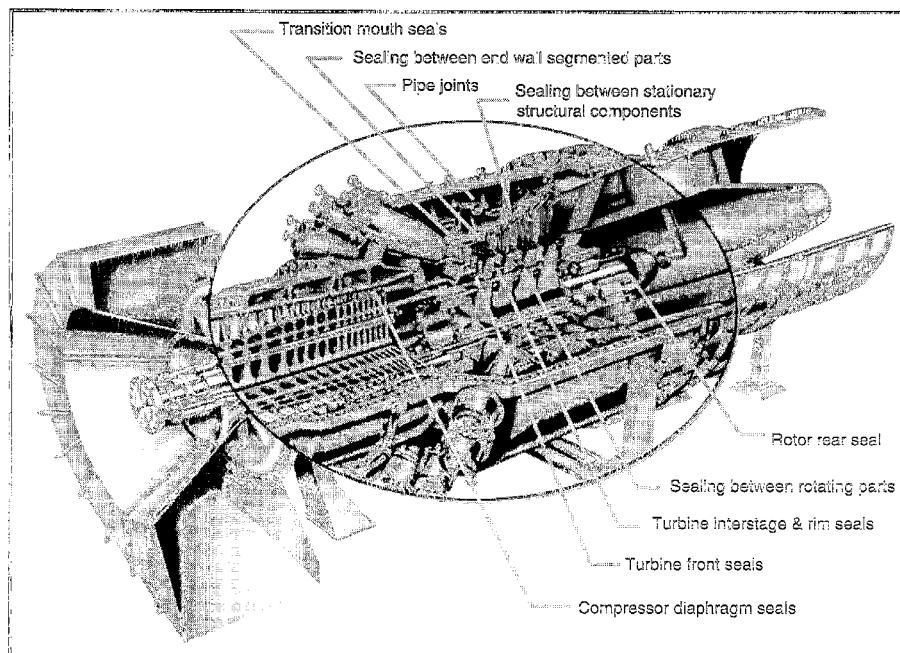 Transition mouth seals
Sealing between end wall segmented parts
Pipe joints
Sealing between stationary
structural components
Rotor rear seal
Sealing between rotating parts
Turbine interstage & rim seals
Turbine front seals
Compressor diaphragm seals